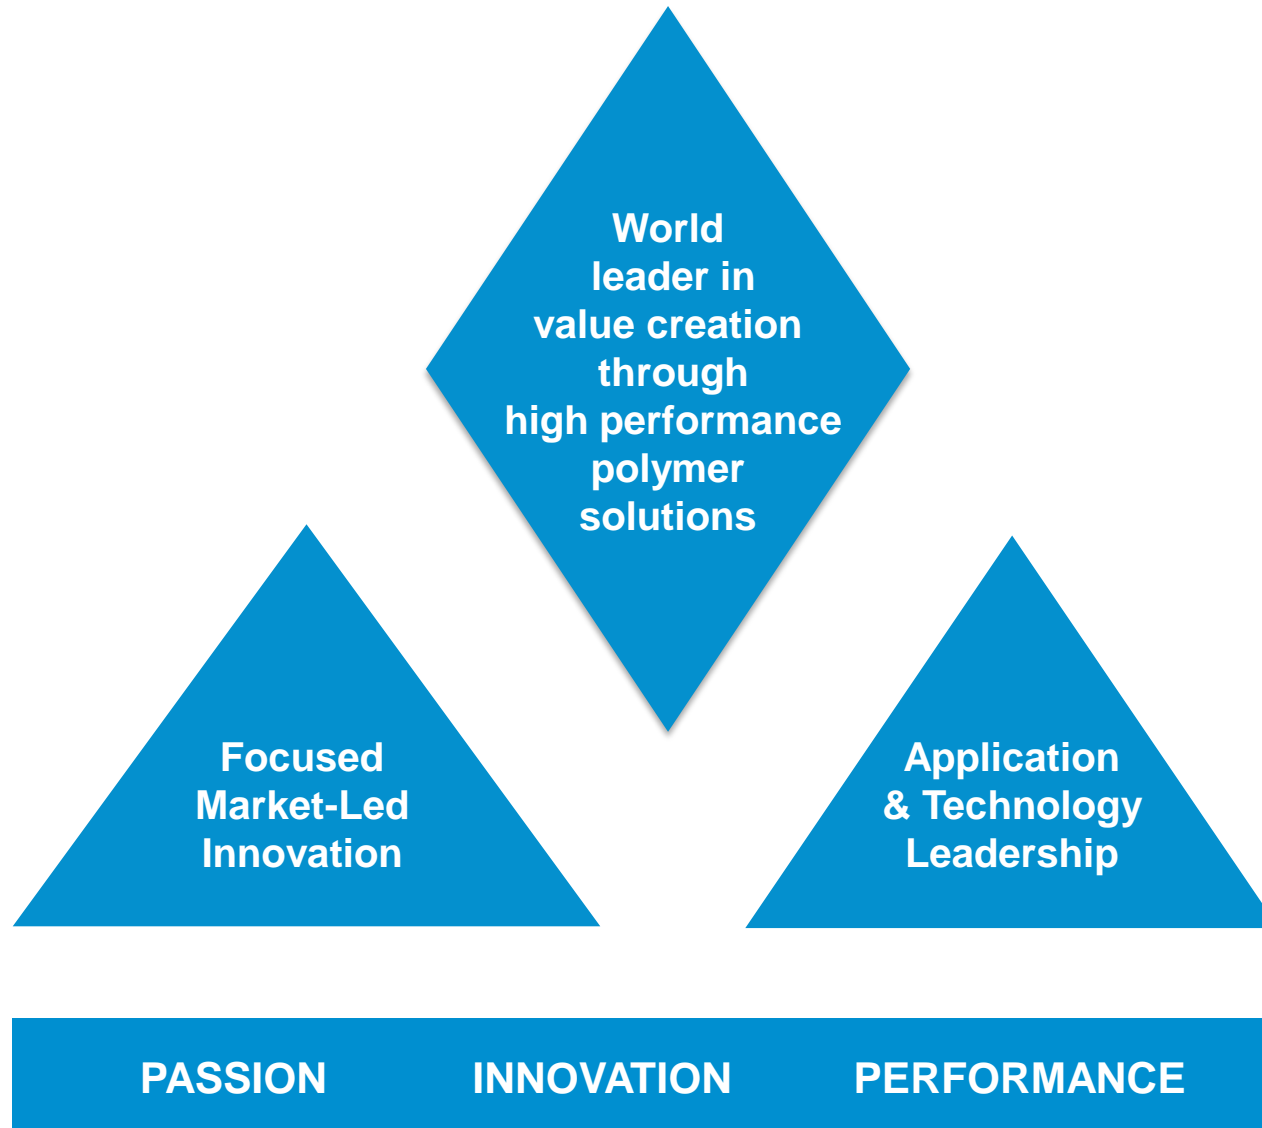 World
leader in
value creation
through
high performance
polymer
solutions
Focused
Market-Led
Innovation
Application
& Technology
Leadership
PASSION INNOVATION PERFORMANCE